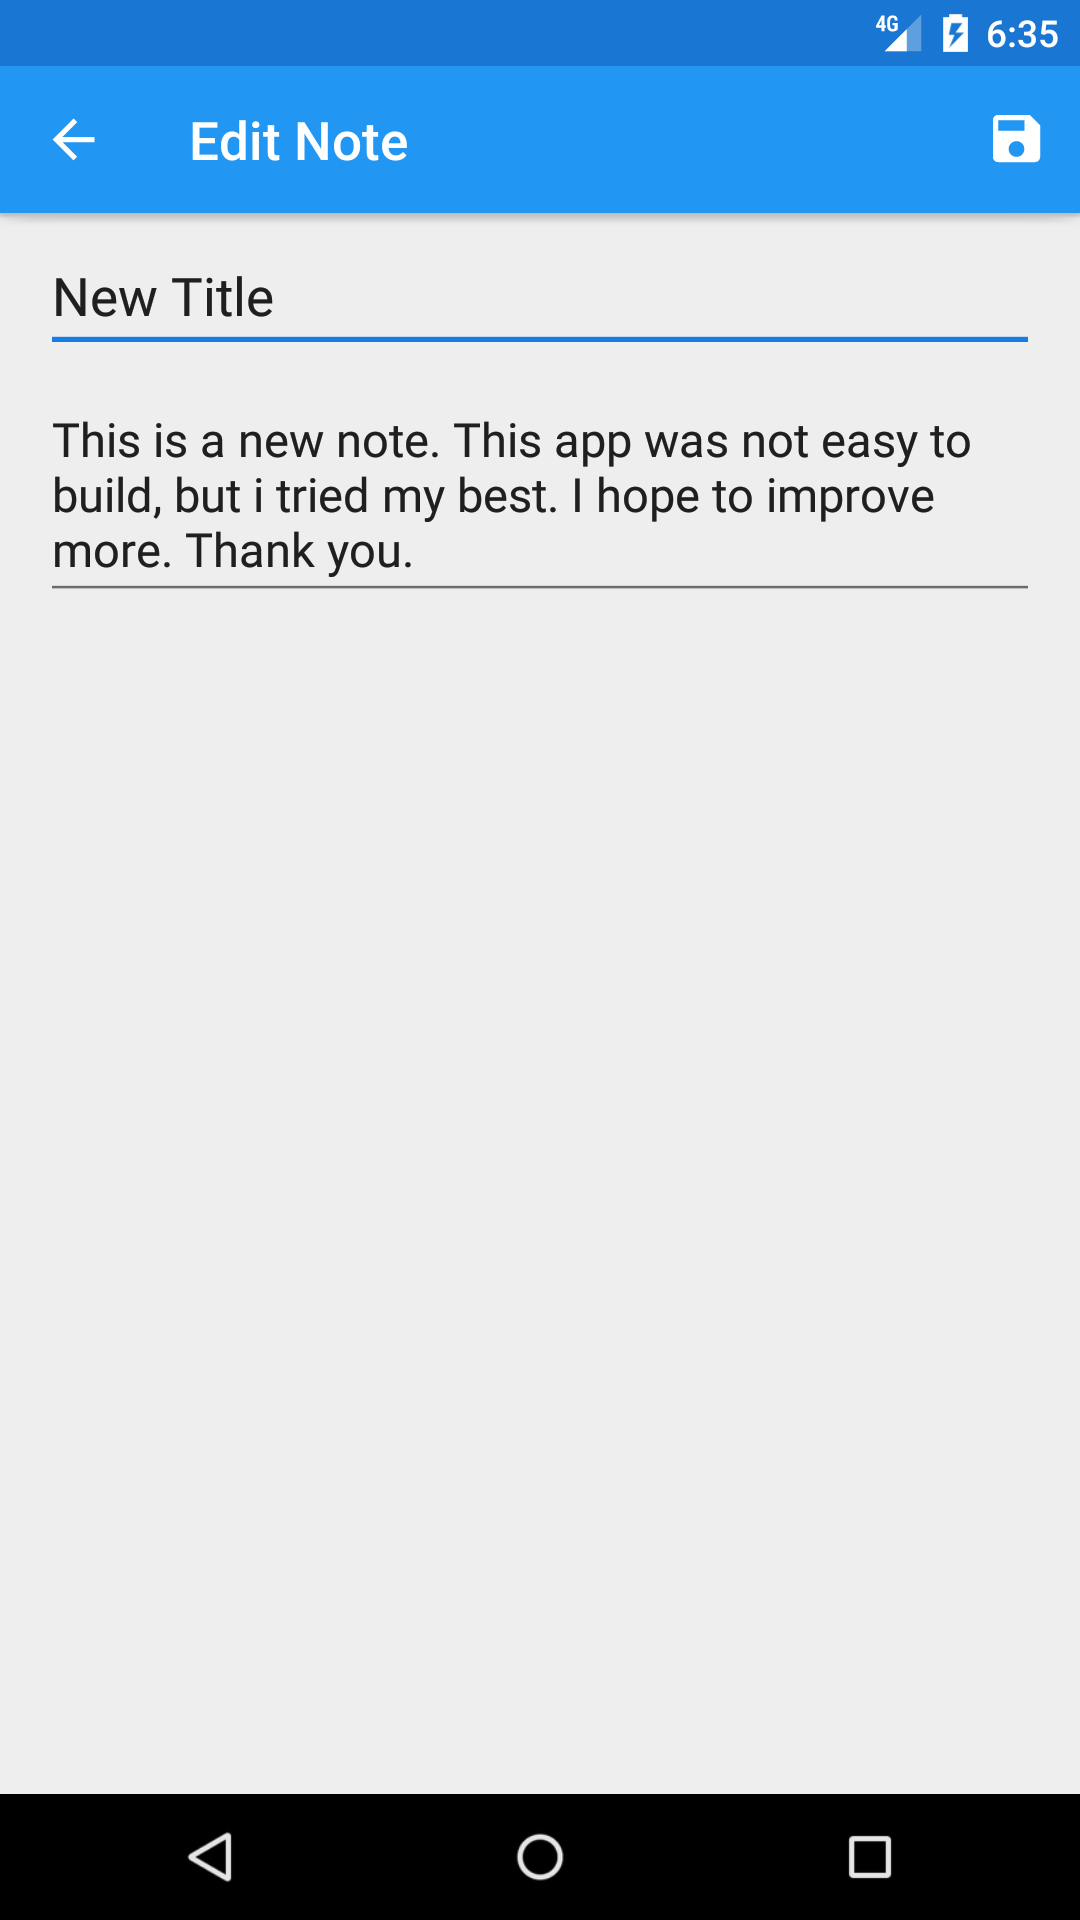 4G 6:35
Edit Note
New Title
This is a new note. This app was not easy to
build, but i tried my best. I hope to improve
more. Thank you.